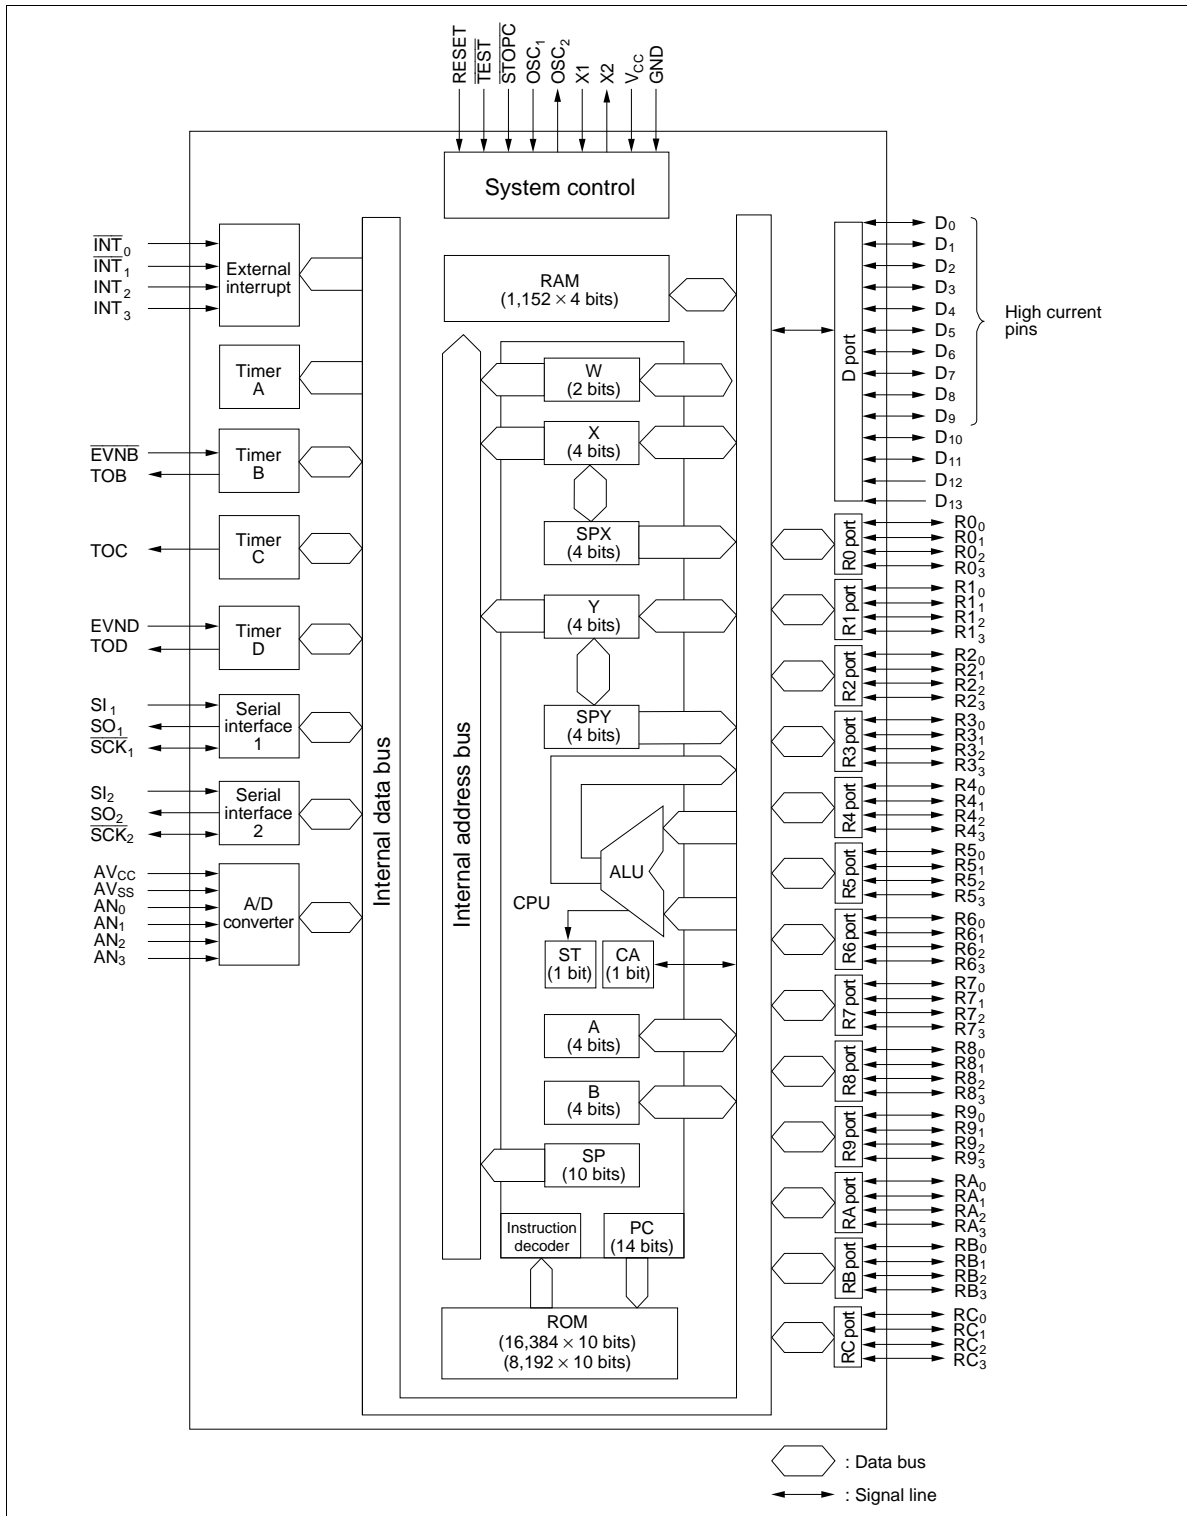 RESET
TEST
STOPC
OSC1
OSC2
X1
X2
VCC
GND
System control
INT0
INT1
INT2
INT3
External
interrupt
Timer
A
EVNB
TOB
Timer
B
TOC
Timer
C
EVND
TOD
Timer
D
SI1
SO1
SCK1
Serial
interface
1
SI2
SO2
SCK2
Serial
interface
2
AVCC
AVSS
AN0
AN1
AN2
AN3
A/D
converter
Internal data bus
Internal address bus
RAM
(1,152 × 4 bits)
W
(2 bits)
X
(4 bits)
SPX
(4 bits)
Y
(4 bits)
SPY
(4 bits)
ALU
CPU
ST
(1 bit)
CA
(1 bit)
A
(4 bits)
B
(4 bits)
SP
(10 bits)
Instruction
decoder
PC
(14 bits)
ROM
(16,384 × 10 bits)
(8,192 × 10 bits)
D port
D0
D1
D2
D3
D4
D5
D6
D7
D8
D9
D10
D11
D12
D13
High current
pins
R0 port
R00
R01
R02
R03
R1 port
R10
R11
R12
R13
R2 port
R20
R21
R22
R23
R3 port
R30
R31
R32
R33
R4 port
R40
R41
R42
R43
R5 port
R50
R51
R52
R53
R6 port
R60
R61
R62
R63
R7 port
R70
R71
R72
R73
R8 port
R80
R81
R82
R83
R9 port
R90
R91
R92
R93
RA port
RA0
RA1
RA2
RA3
RB port
RB0
RB1
RB2
RB3
RC port
RC0
RC1
RC2
RC3
: Data bus
: Signal line